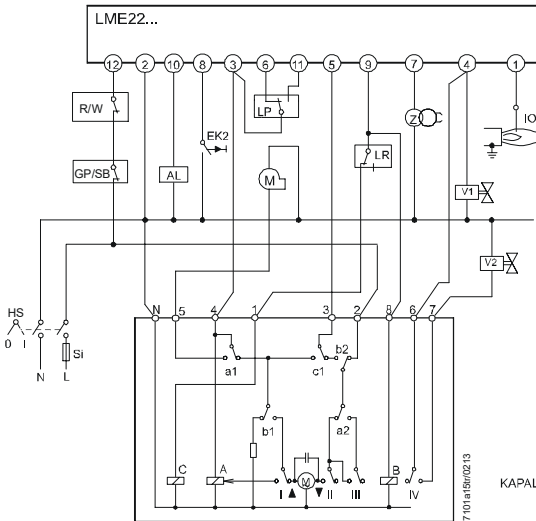 LME22...
12 2 10 8 3 6 11 5 9 7 4 1
R/W
LP
EK2
Z
IO
GP/SB
AL
M
LR
V1
V2
HS
0 I
Si
N L
N 5 4 1 3 2 8 6 7
a1
c1
b2
b1
a2
C
A
I
M
II
III
B
IV
7101a15tr/0213
KAPAL